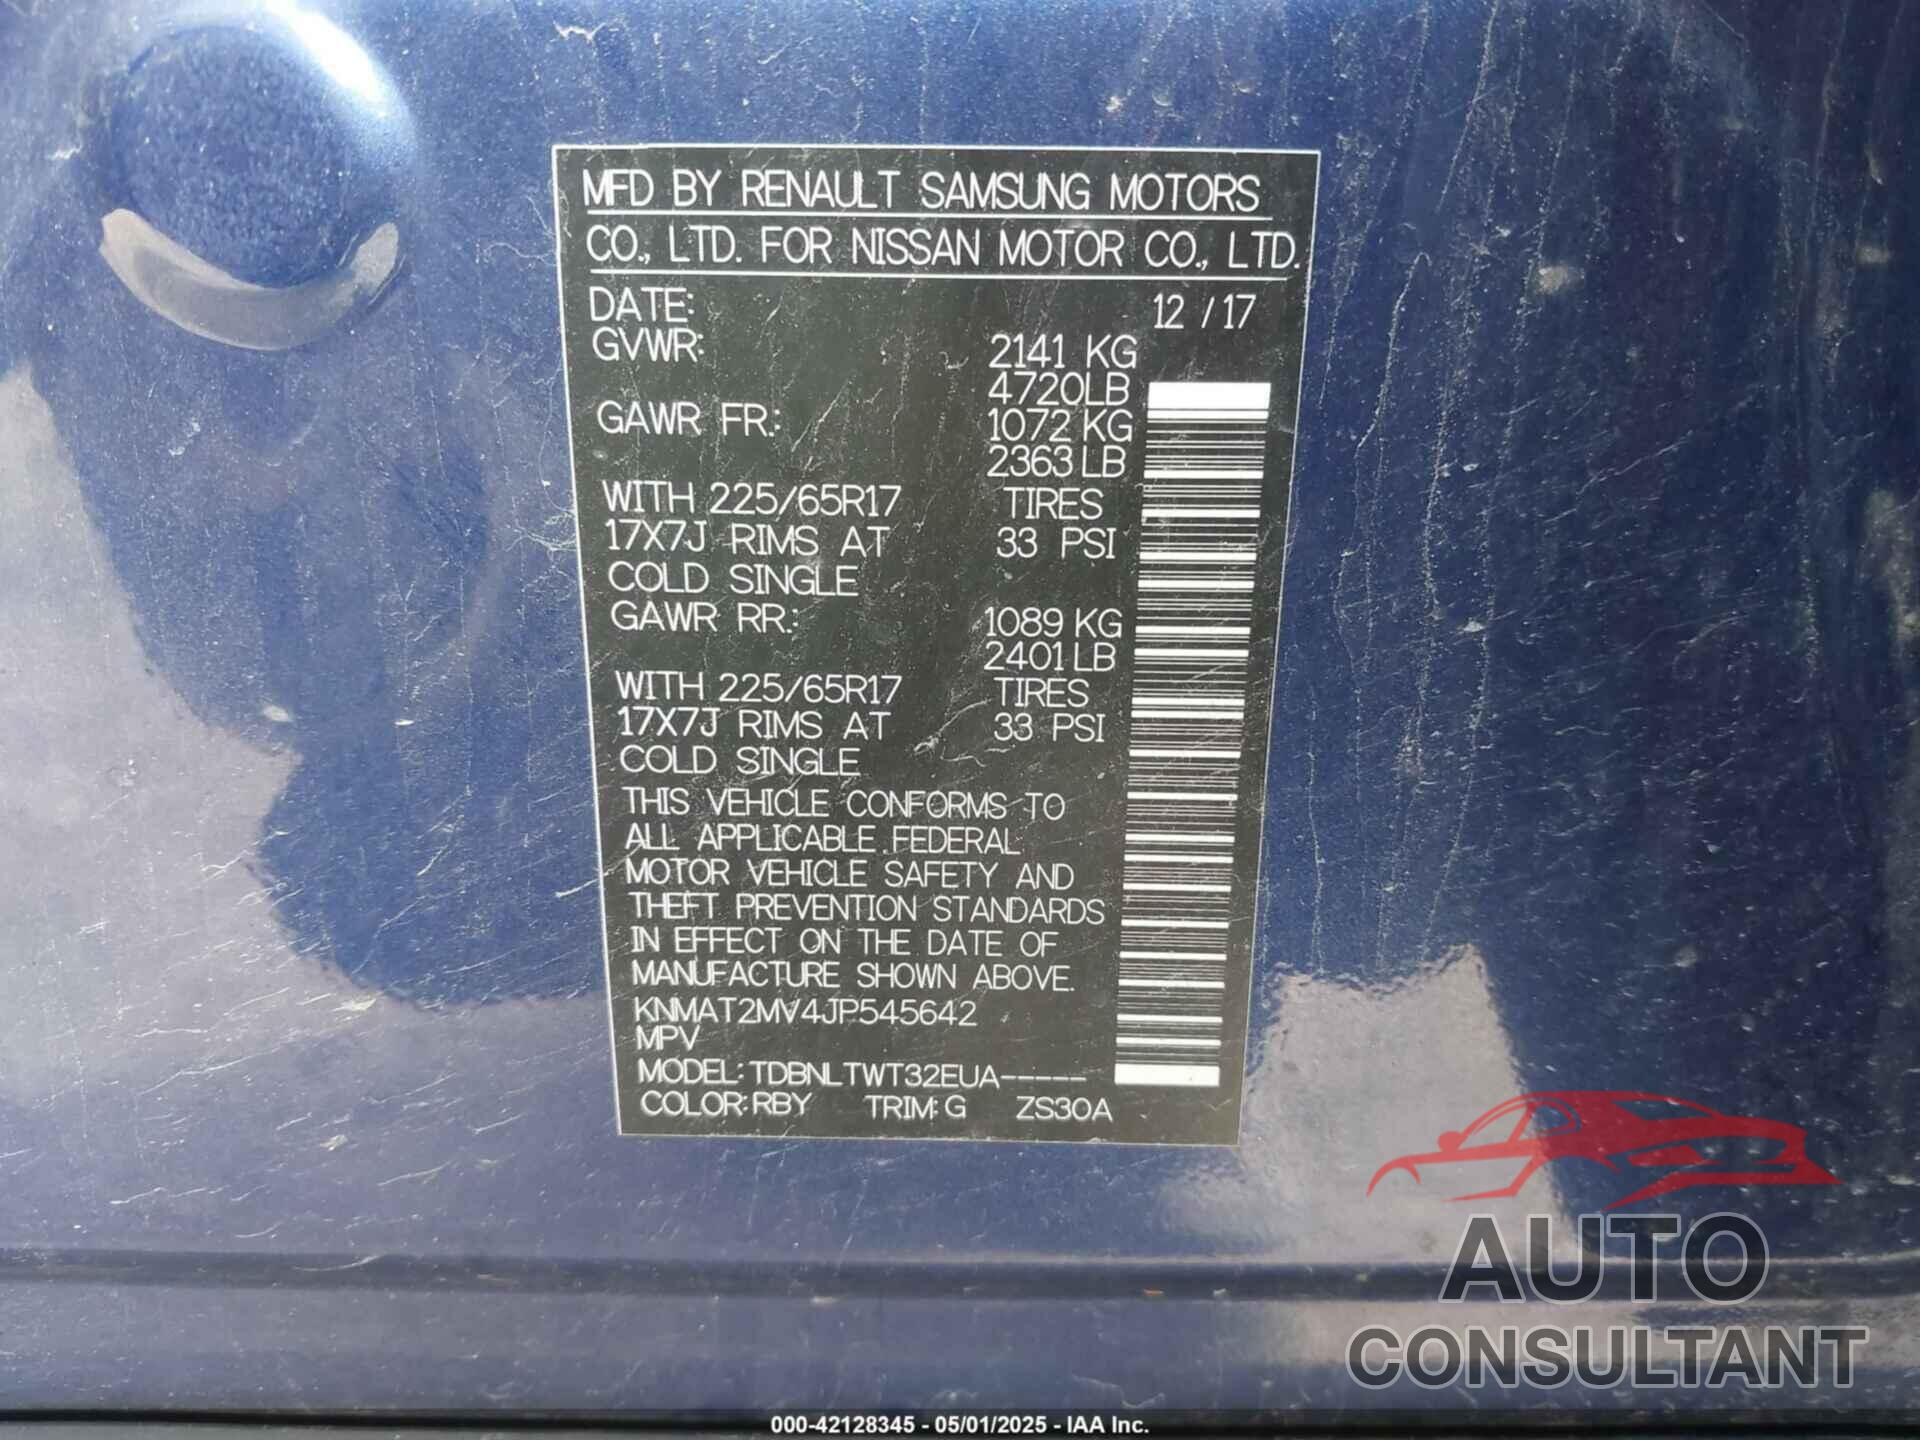 MFD BY RENAULT SAMSUNG MOTORS
CO., LTD. FOR NISSAN MOTOR CO., LTD.
DATE: 12 / 17
GVWR: 2141 KG
4720LB
GAWR FR.: 1072 KG
2363 LB
WITH 225/65R17 TIRES
17X7J RIMS AT 33 PSI
COLD SINGLE
GAWR RR.: 1089 KG
2401 LB
WITH 225/65R17 TIRES
17X7J RIMS AT 33 PSI
COLD SINGLE
THIS VEHICLE CONFORMS TO
ALL APPLICABLE FEDERAL
MOTOR VEHICLE SAFETY AND
THEFT PREVENTION STANDARDS
IN EFFECT ON THE DATE OF
MANUFACTURE SHOWN ABOVE.
KNMAT2MV4JP545642
MPV
MODEL: TDBNLTWT32EUA-----
COLOR: RBY TRIM: G ZS30A
AUTO
CONSULTANT
000-42128345 - 05/01/2025 - IAA Inc.